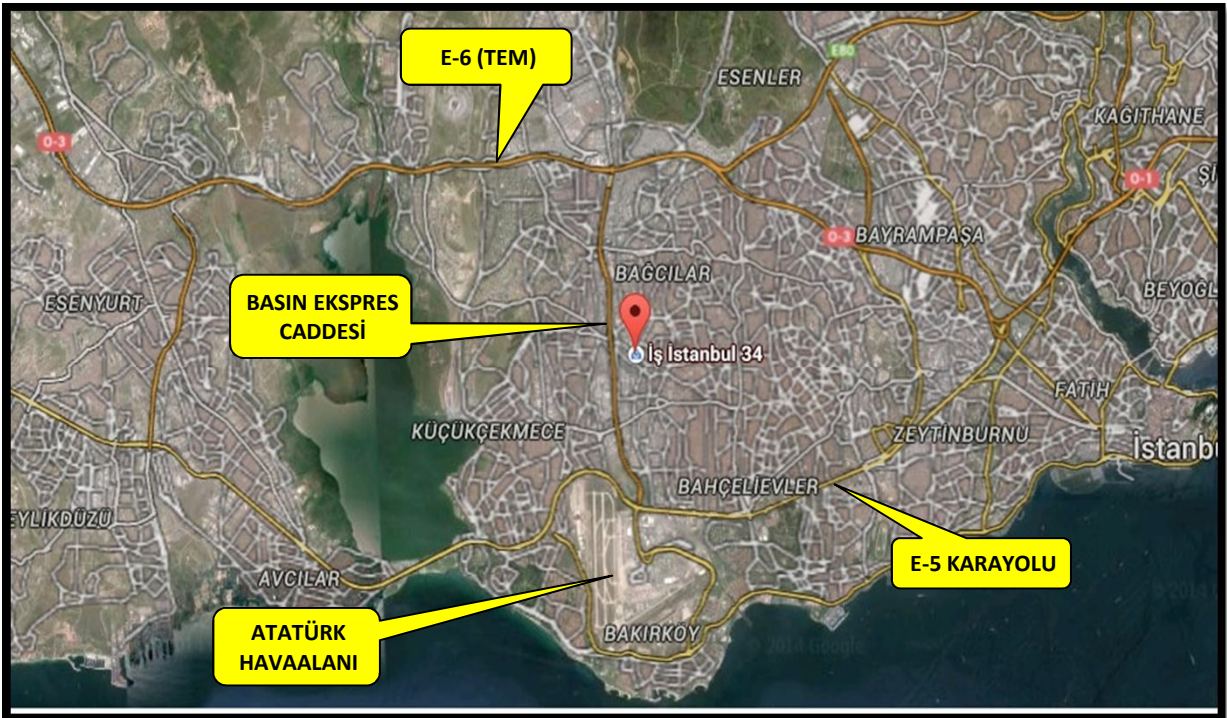 E-6 (TEM)
E80
ESENLER
KAĞITHANE
O-3
O-1
Şİ
O-3
BAYRAMPAŞA
BAĞCILAR
BASIN EKSPRES
CADDESİ
ESENYURT
BEYOĞL
İş İstanbul 34
FATİH
KÜÇÜKÇEKMECE
ZEYTİNBURNU
İstanbu
BAHÇELİEVLER
EYLİKDÜZÜ
E-5 KARAYOLU
AVCILAR
ATATÜRK
HAVAALANI
BAKIRKÖY
© 2014 Google